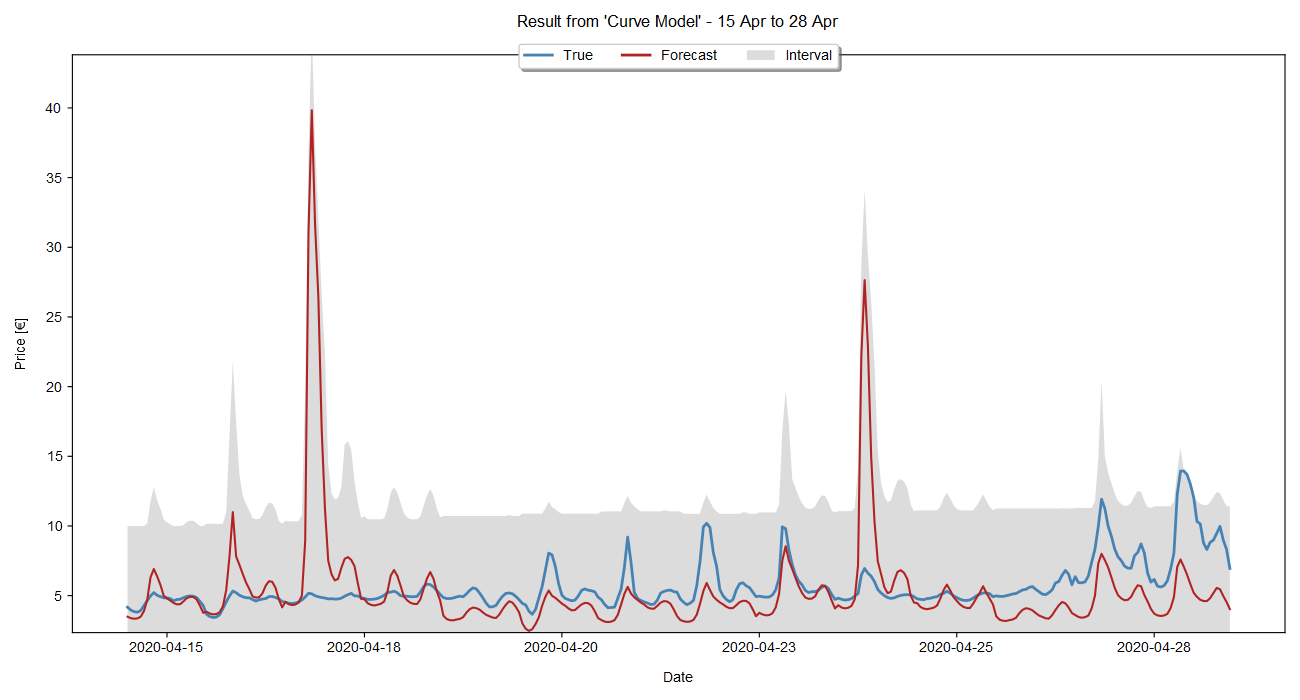 Result from 'Curve Model' - 15 Apr to 28 Apr
True Forecast Interval
40
35
30
25
20
15
10
5
Price [€]
2020-04-15 2020-04-18 2020-04-20 2020-04-23 2020-04-25 2020-04-28
Date